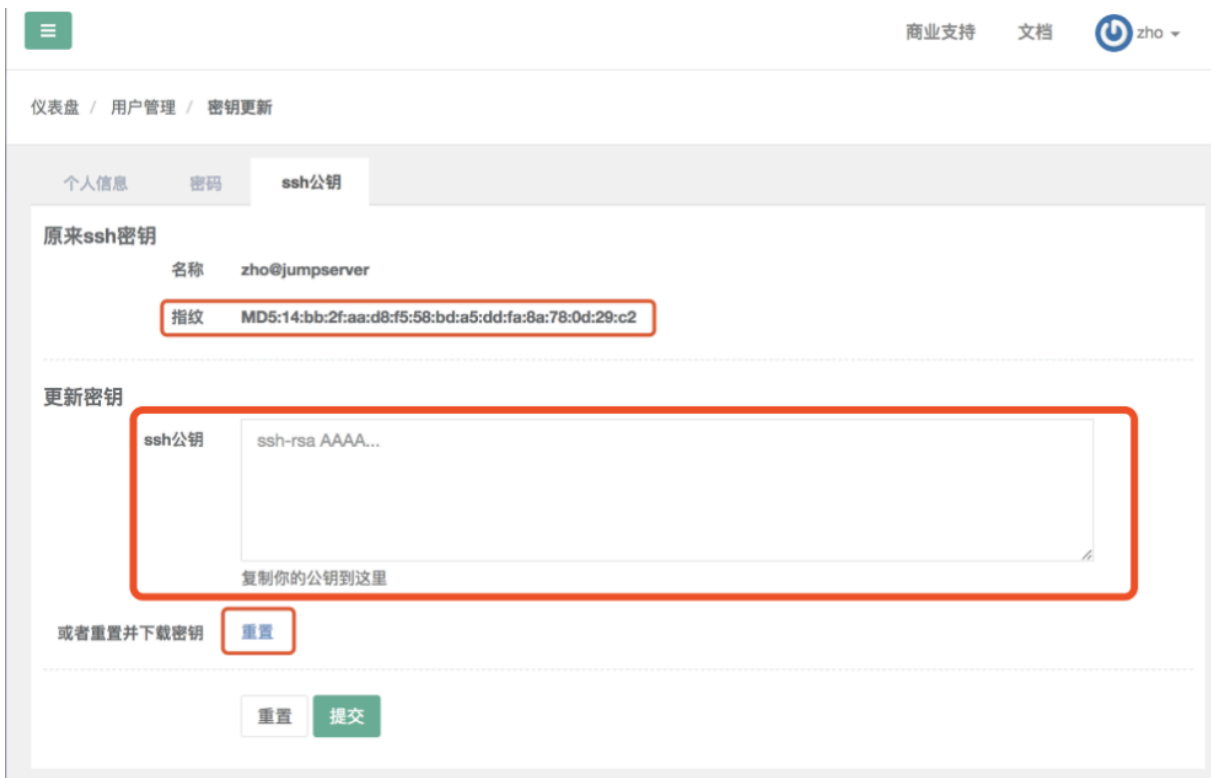 商业支持 文档 zho
仪表盘 / 用户管理 / 密钥更新
个人信息 密码 ssh公钥
原来ssh密钥
名称 zho@jumpserver
指纹 MD5:14:bb:2f:aa:d8:f5:58:bd:a5:dd:fa:8a:78:0d:29:c2
更新密钥
ssh公钥 ssh-rsa AAAA...
复制你的公钥到这里
或者重置并下载密钥 重置
重置 提交